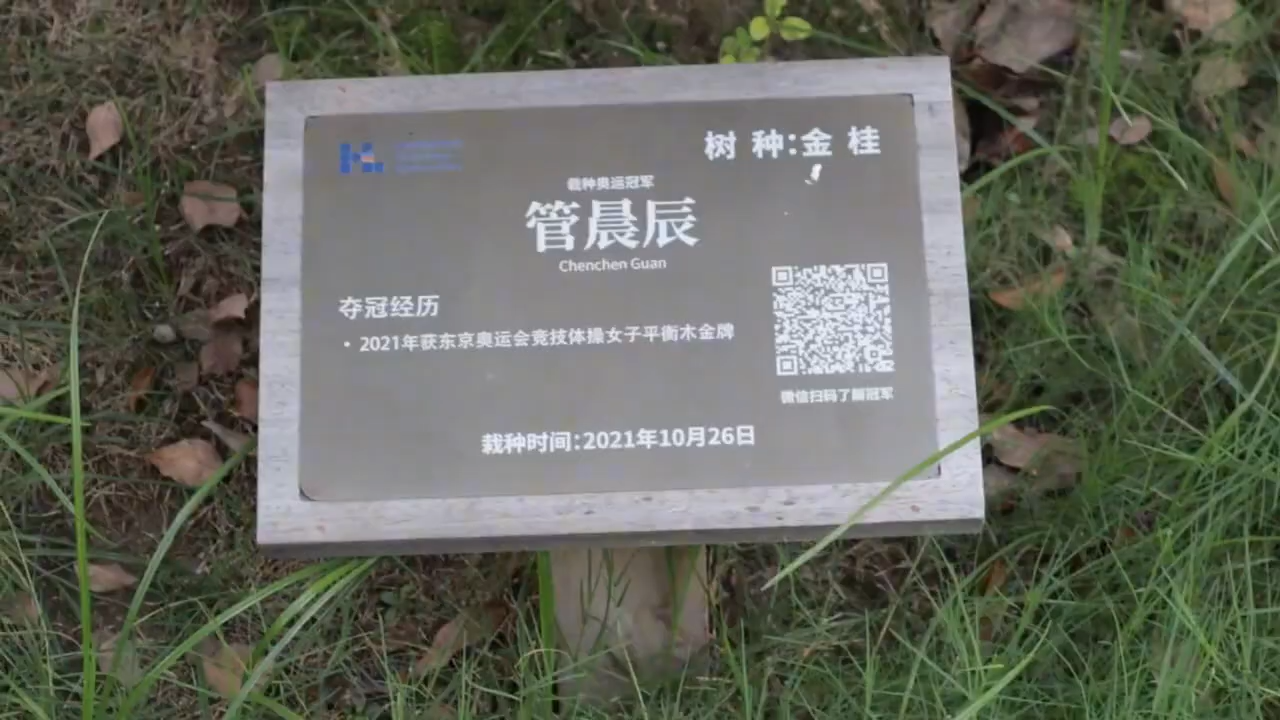 树 种:金 桂
栽种奥运冠军
管晨辰
Chenchen Guan
夺冠经历
• 2021年获东京奥运会竞技体操女子平衡木金牌
微信扫码了解冠军
栽种时间:2021年10月26日